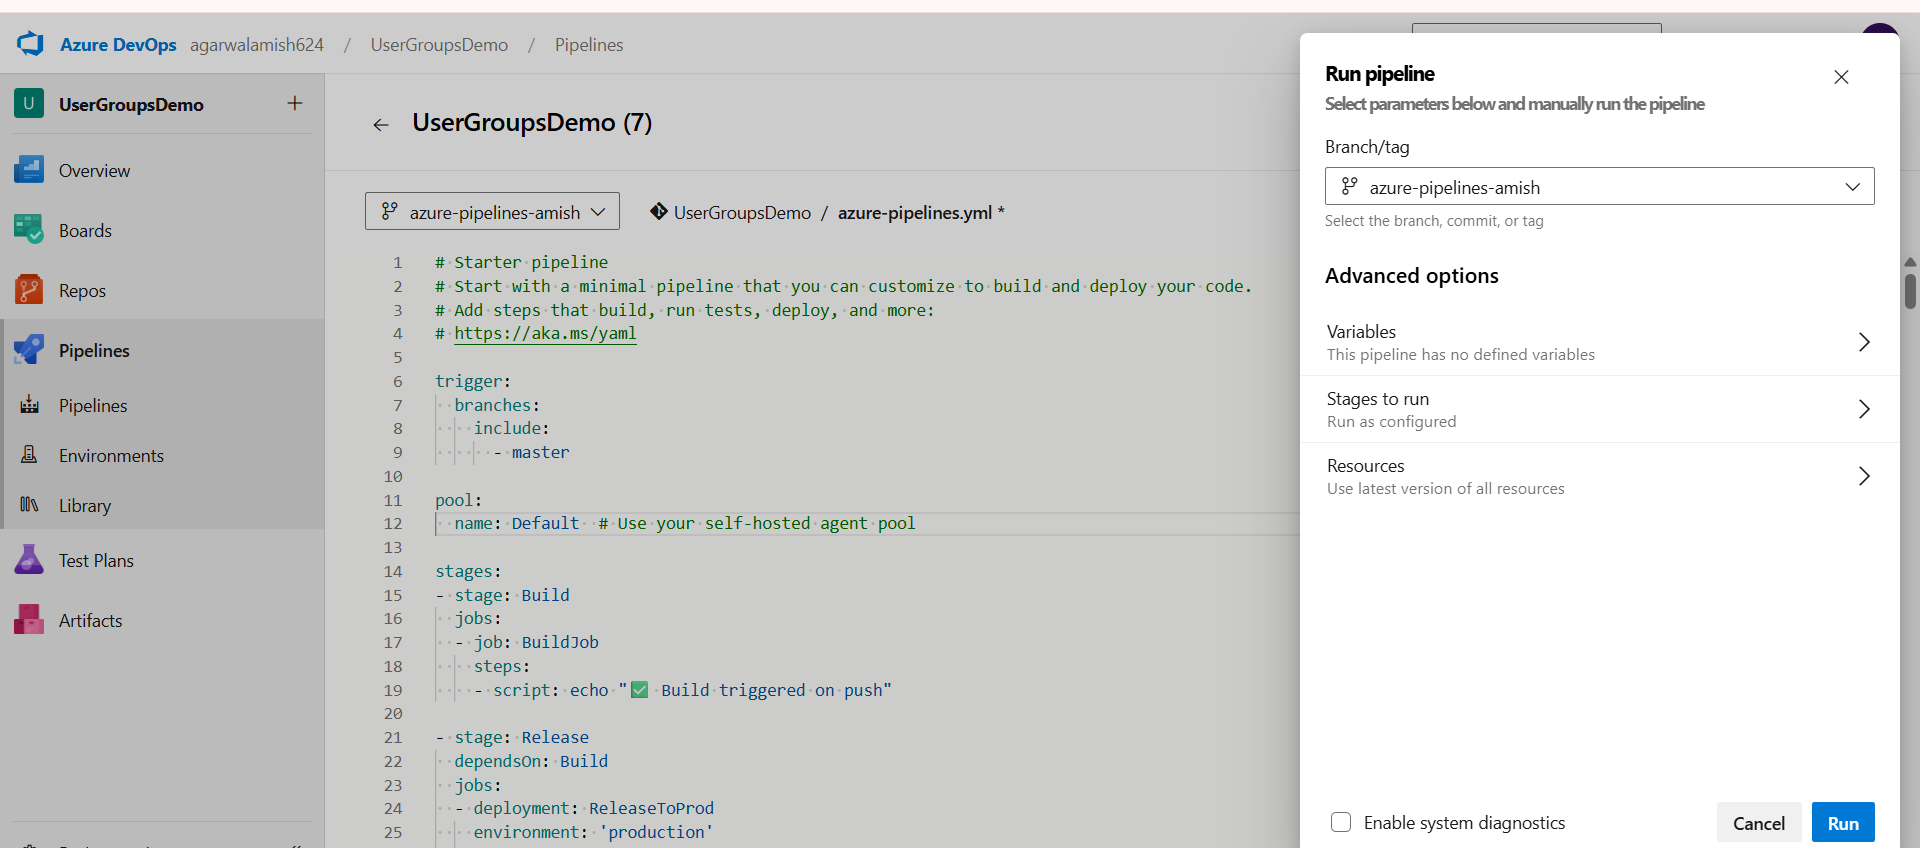 Azure DevOps agarwalamish624 / UserGroupsDemo / Pipelines
U UserGroupsDemo +
Overview
Boards
Repos
Pipelines
Pipelines
Environments
Library
Test Plans
Artifacts
← UserGroupsDemo (7)
azure-pipelines-amish
UserGroupsDemo / azure-pipelines.yml *
1 # Starter pipeline
2 # Start with a minimal pipeline that you can customize to build and deploy your code.
3 # Add steps that build, run tests, deploy, and more:
4 # https://aka.ms/yaml
5
6 trigger:
7   branches:
8     include:
9       - master
10
11 pool:
12   name: Default  # Use your self-hosted agent pool
13
14 stages:
15 - stage: Build
16   jobs:
17   - job: BuildJob
18     steps:
19     - script: echo "✅ Build triggered on push"
20
21 - stage: Release
22   dependsOn: Build
23   jobs:
24   - deployment: ReleaseToProd
25     environment: 'production'
Run pipeline
Select parameters below and manually run the pipeline
Branch/tag
azure-pipelines-amish
Select the branch, commit, or tag
Advanced options
Variables
This pipeline has no defined variables
Stages to run
Run as configured
Resources
Use latest version of all resources
Enable system diagnostics
Cancel
Run